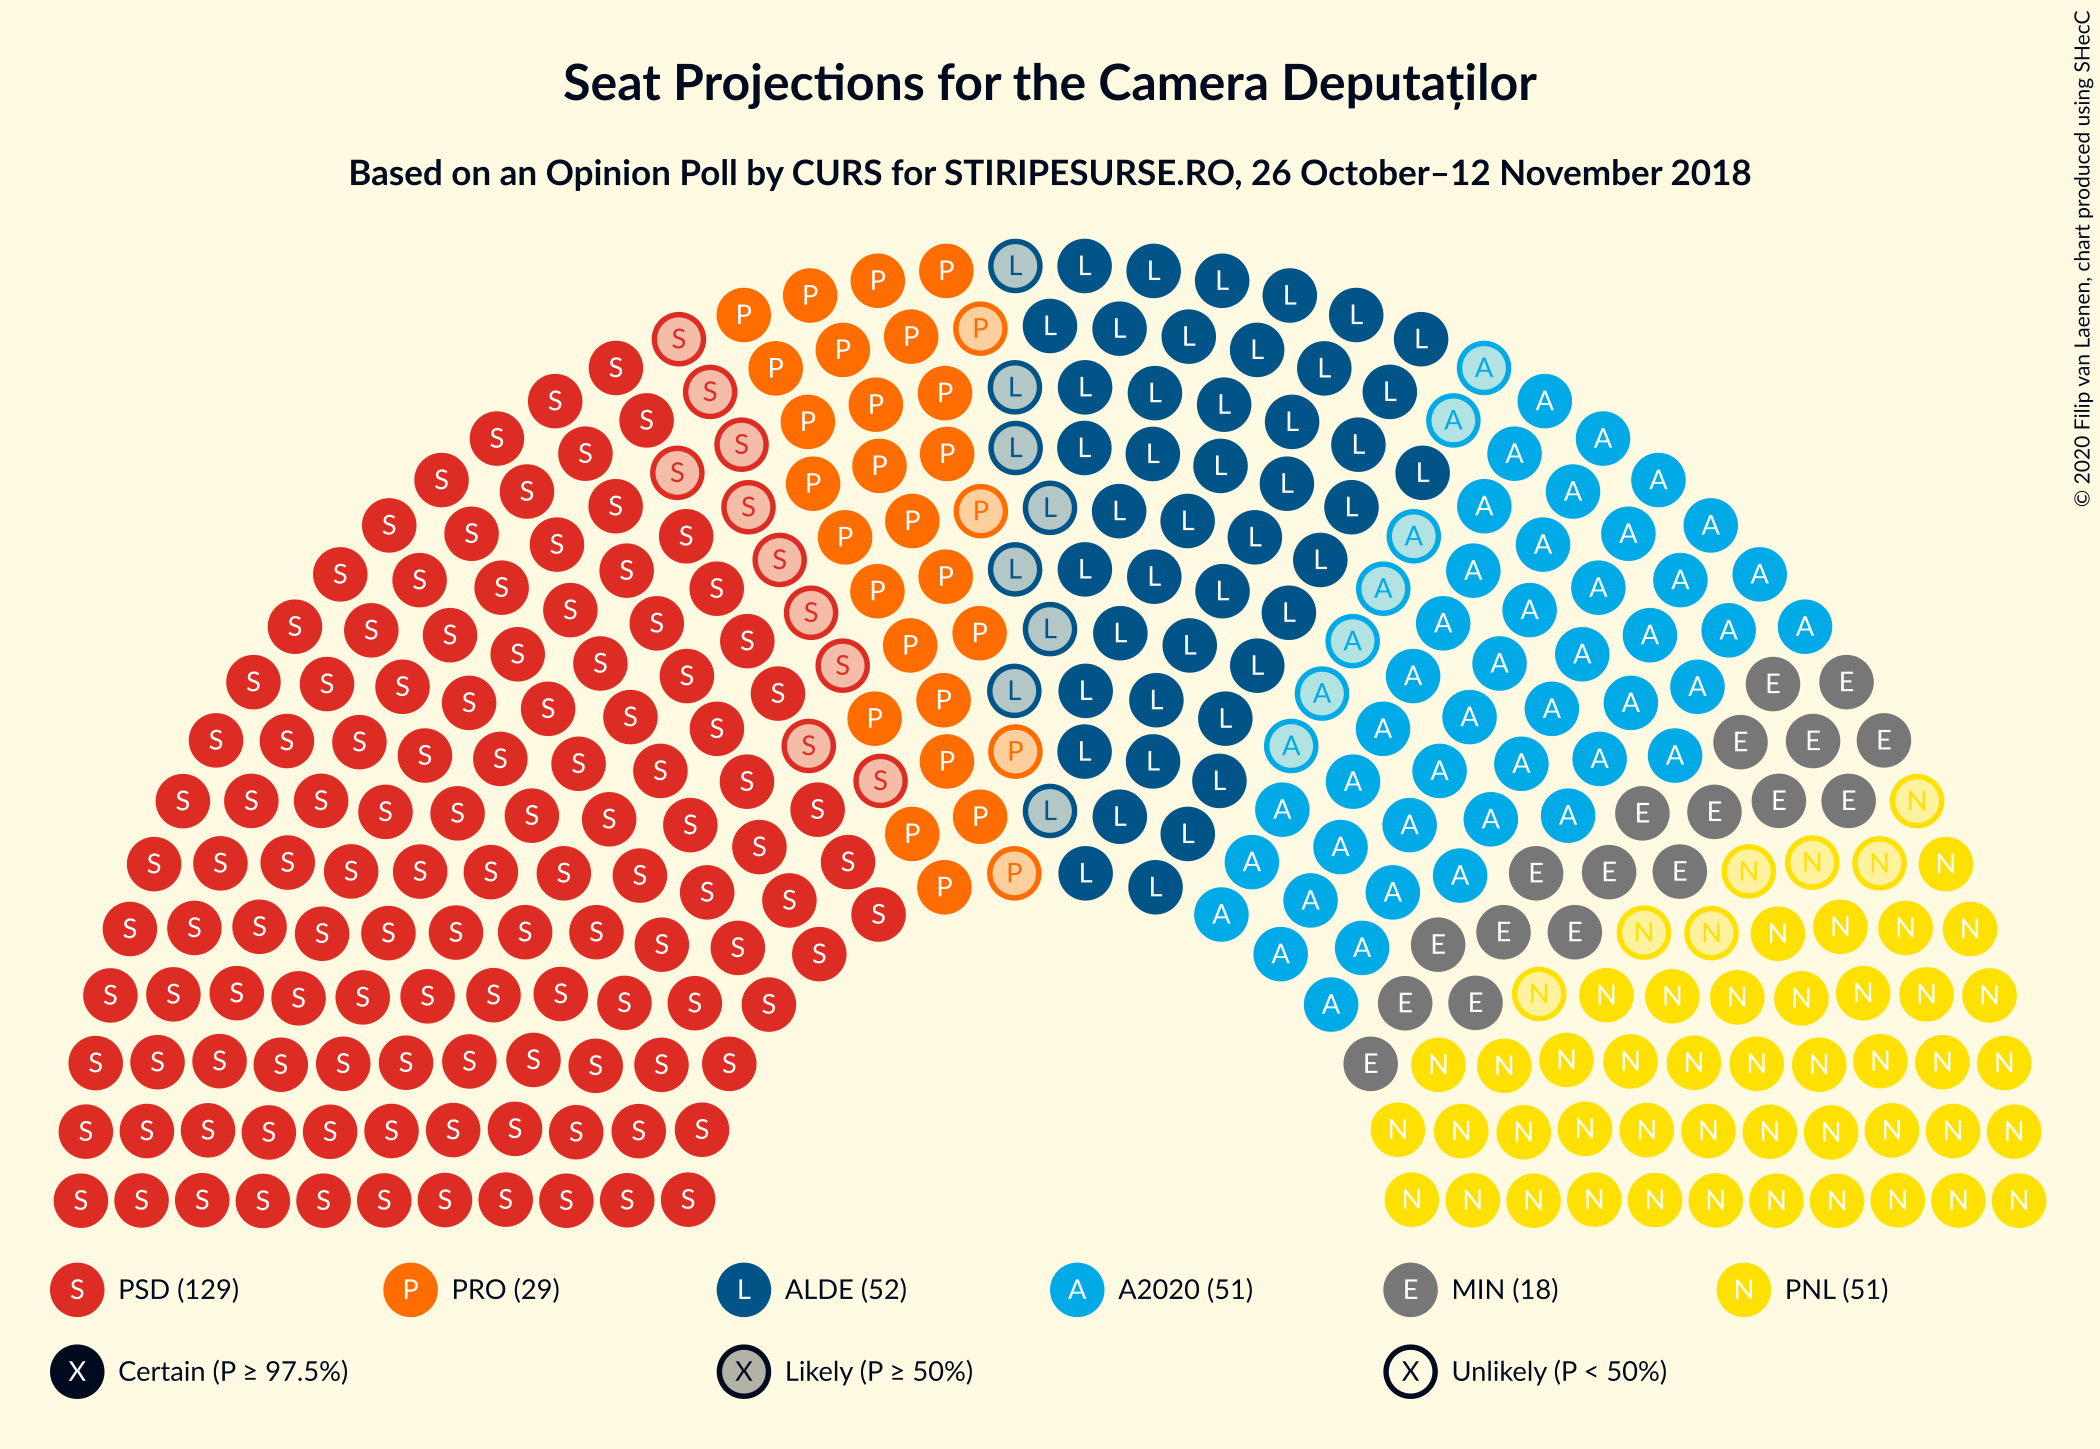 Seat Projections for the Camera Deputaților
Based on an Opinion Poll by CURS for STIRIPESURSE.RO, 26 October–12 November 2018
© 2020 Filip van Laenen, chart produced using SHecC
S PSD (129)
P PRO (29)
L ALDE (52)
A A2020 (51)
E MIN (18)
N PNL (51)
X Certain (P ≥ 97.5%)
X Likely (P ≥ 50%)
X Unlikely (P < 50%)